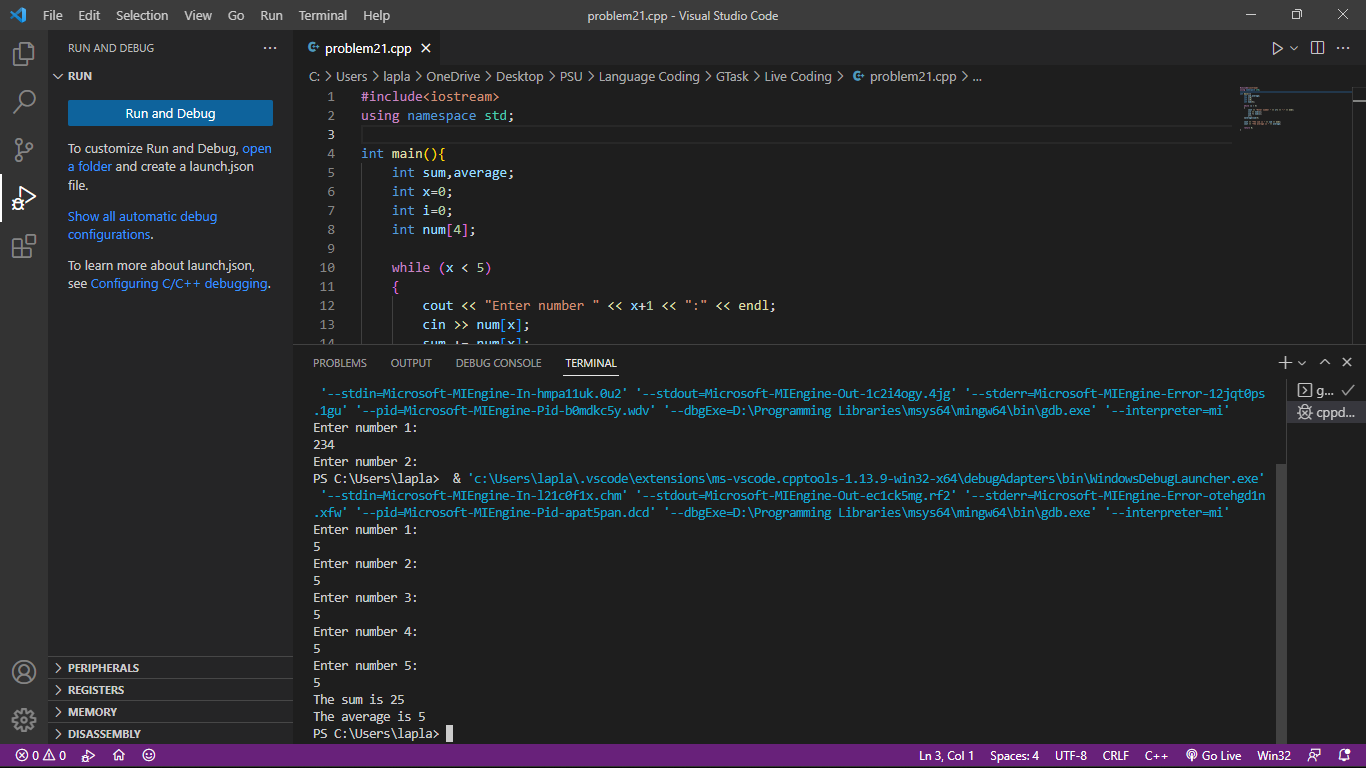 File Edit Selection View Go Run Terminal Help problem21.cpp - Visual Studio Code
RUN AND DEBUG ···
RUN
Run and Debug
To customize Run and Debug, open
a folder and create a launch.json
file.
Show all automatic debug
configurations.
To learn more about launch.json,
see Configuring C/C++ debugging.
PERIPHERALS
REGISTERS
MEMORY
DISASSEMBLY
problem21.cpp
C: > Users > lapla > OneDrive > Desktop > PSU > Language Coding > GTask > Live Coding > problem21.cpp > ...
1 #include<iostream>
2 using namespace std;
3
4 int main(){
5 int sum,average;
6 int x=0;
7 int i=0;
8 int num[4];
9
10 while (x < 5)
11 {
12 cout << "Enter number " << x+1 << ":" << endl;
13 cin >> num[x];
14 sum += num[x];
PROBLEMS OUTPUT DEBUG CONSOLE TERMINAL
'--stdin=Microsoft-MIEngine-In-hmpa11uk.0u2' '--stdout=Microsoft-MIEngine-Out-1c2i4ogy.4jg' '--stderr=Microsoft-MIEngine-Error-12jqt0ps
.1gu' '--pid=Microsoft-MIEngine-Pid-b0mdkc5y.wdv' '--dbgExe=D:\Programming Libraries\msys64\mingw64\bin\gdb.exe' '--interpreter=mi'
Enter number 1:
234
Enter number 2:
PS C:\Users\lapla> & 'c:\Users\lapla\.vscode\extensions\ms-vscode.cpptools-1.13.9-win32-x64\debugAdapters\bin\WindowsDebugLauncher.exe'
'--stdin=Microsoft-MIEngine-In-l21c0f1x.chm' '--stdout=Microsoft-MIEngine-Out-ec1ck5mg.rf2' '--stderr=Microsoft-MIEngine-Error-otehgd1n
.xfw' '--pid=Microsoft-MIEngine-Pid-apat5pan.dcd' '--dbgExe=D:\Programming Libraries\msys64\mingw64\bin\gdb.exe' '--interpreter=mi'
Enter number 1:
5
Enter number 2:
5
Enter number 3:
5
Enter number 4:
5
Enter number 5:
5
The sum is 25
The average is 5
PS C:\Users\lapla>
g...
cppd...
0 0 Ln 3, Col 1 Spaces: 4 UTF-8 CRLF C++ Go Live Win32